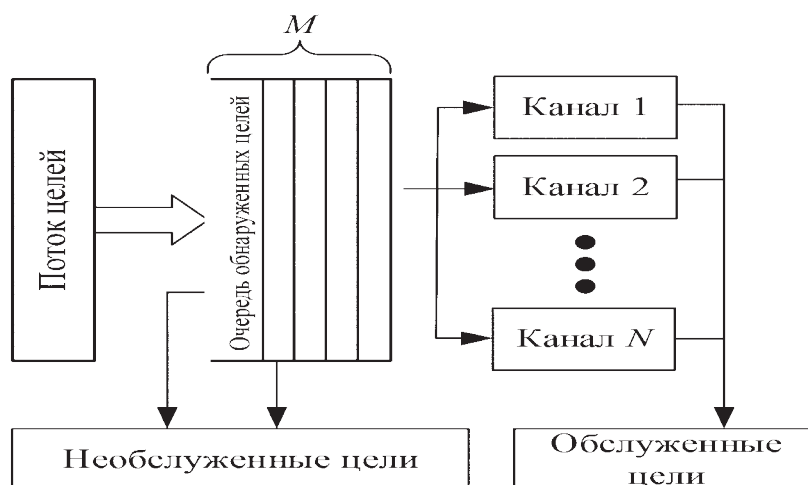 M
Поток целей
Очередь обнаруженных целей
Канал 1
Канал 2
Канал N
Необслуженные цели
Обслуженные
цели